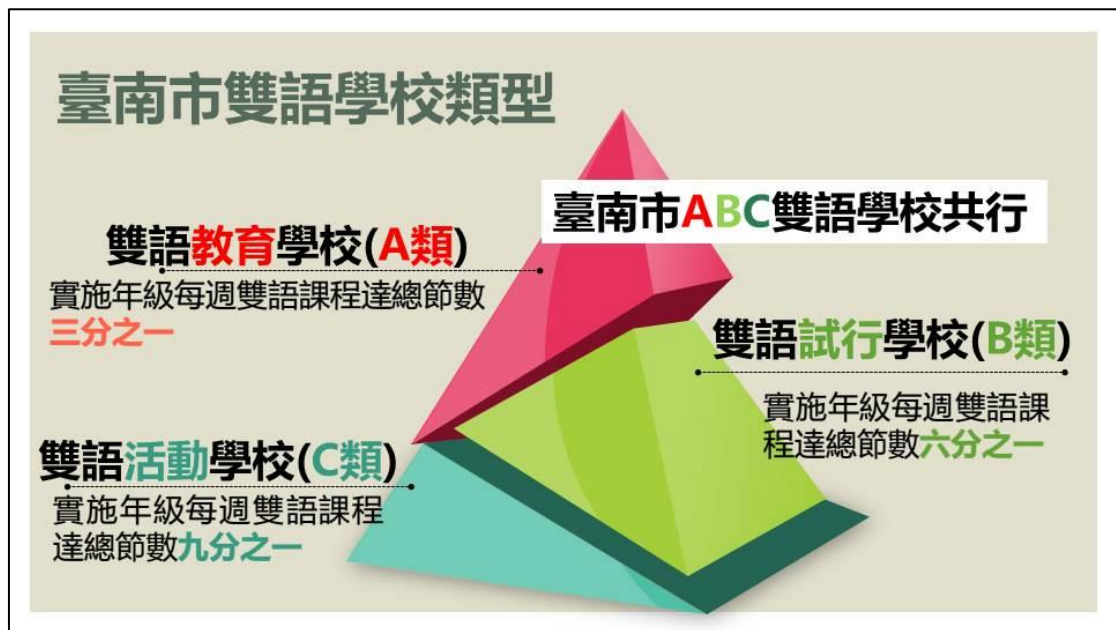 臺南市雙語學校類型
臺南市ABC雙語學校共行
雙語教育學校(A類)
實施年級每週雙語課程達總節數
三分之一
雙語試行學校(B類)
實施年級每週雙語課
程達總節數六分之一
雙語活動學校(C類)
實施年級每週雙語課程
達總節數九分之一